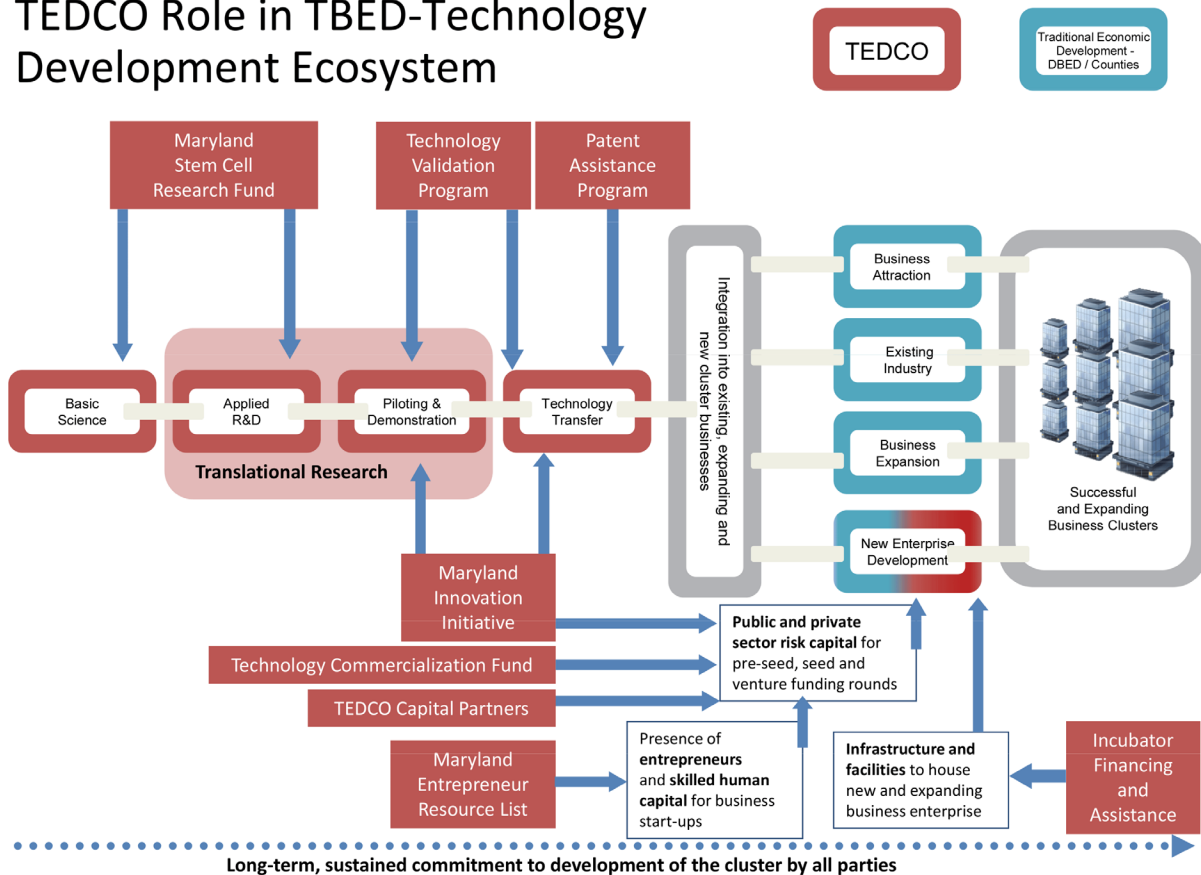 TEDCO Role in TBED-Technology
Development Ecosystem
TEDCO
Traditional Economic
Development -
DBED / Counties
Maryland
Stem Cell
Research Fund
Technology
Validation
Program
Patent
Assistance
Program
Basic
Science
Applied
R&D
Piloting &
Demonstration
Technology
Transfer
Translational Research
Integration into existing, expanding and
new cluster businesses
Business
Attraction
Existing
Industry
Business
Expansion
New Enterprise
Development
Successful
and Expanding
Business Clusters
Maryland
Innovation
Initiative
Technology Commercialization Fund
TEDCO Capital Partners
Maryland
Entrepreneur
Resource List
Public and private
sector risk capital for
pre-seed, seed and
venture funding rounds
Presence of
entrepreneurs
and skilled human
capital for business
start-ups
Infrastructure and
facilities to house
new and expanding
business enterprise
Incubator
Financing
and
Assistance
Long-term, sustained commitment to development of the cluster by all parties